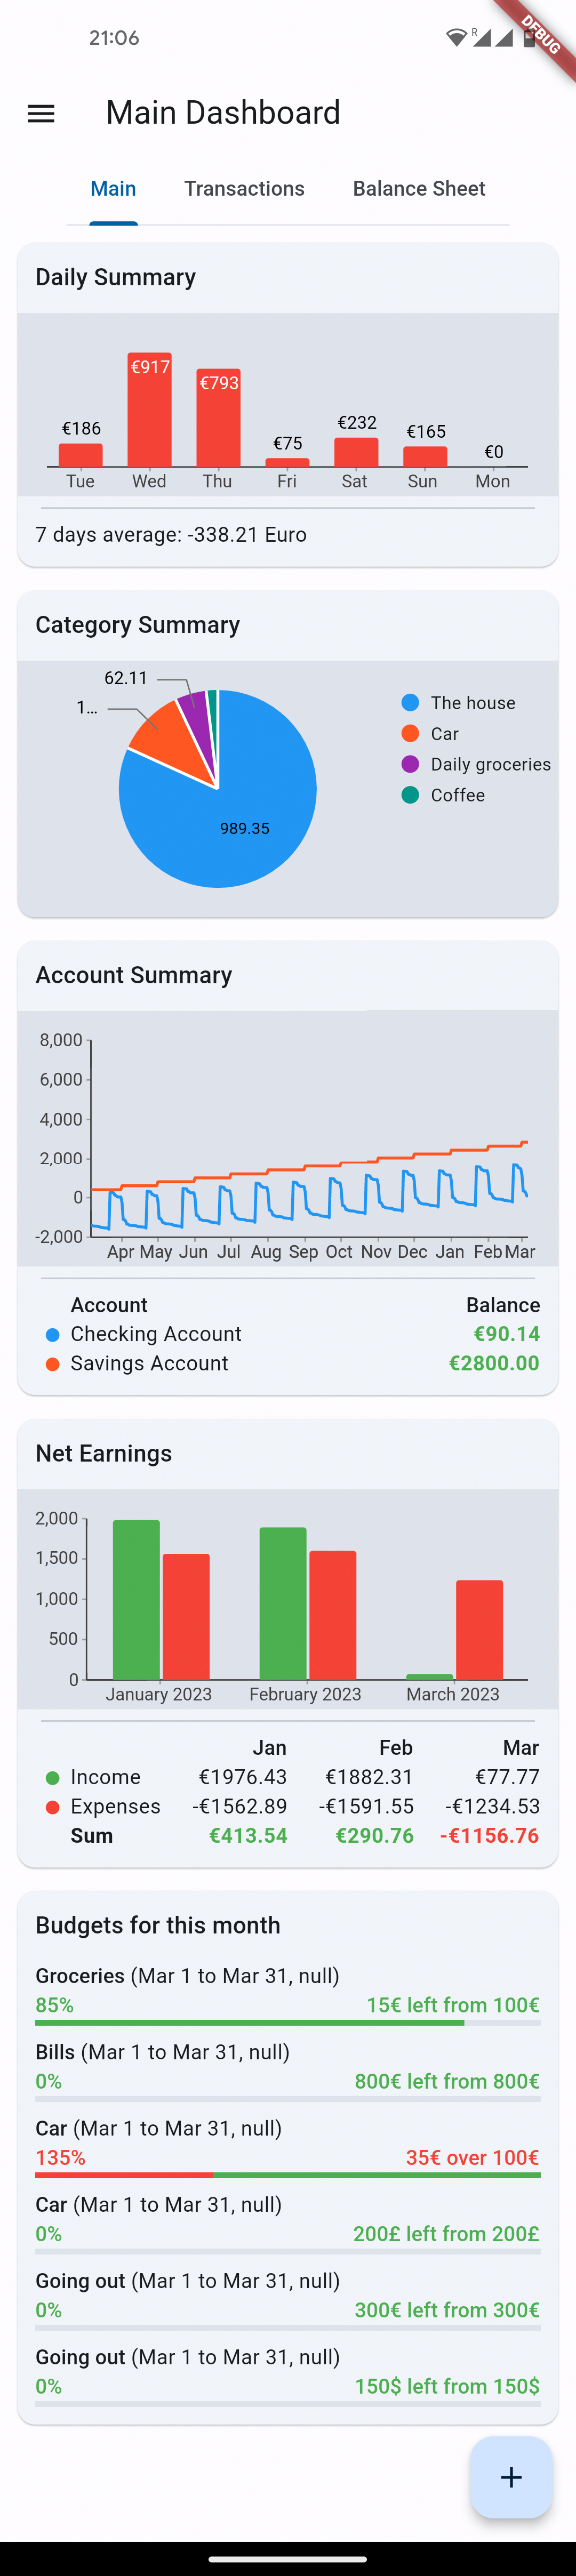 21:06
R
DEBUG
Main Dashboard
Main Transactions Balance Sheet
Daily Summary
€186 €917 €793 €75 €232 €165 €0
Tue Wed Thu Fri Sat Sun Mon
7 days average: -338.21 Euro
Category Summary
62.11
1...
989.35
The house
Car
Daily groceries
Coffee
Account Summary
8,000
6,000
4,000
2,000
0
-2,000
Apr May Jun Jul Aug Sep Oct Nov Dec Jan Feb Mar
Account Balance
Checking Account €90.14
Savings Account €2800.00
Net Earnings
2,000
1,500
1,000
500
0
January 2023 February 2023 March 2023
Jan Feb Mar
Income €1976.43 €1882.31 €77.77
Expenses -€1562.89 -€1591.55 -€1234.53
Sum €413.54 €290.76 -€1156.76
Budgets for this month
Groceries (Mar 1 to Mar 31, null)
85% 15€ left from 100€
Bills (Mar 1 to Mar 31, null)
0% 800€ left from 800€
Car (Mar 1 to Mar 31, null)
135% 35€ over 100€
Car (Mar 1 to Mar 31, null)
0% 200£ left from 200£
Going out (Mar 1 to Mar 31, null)
0% 300€ left from 300€
Going out (Mar 1 to Mar 31, null)
0% 150$ left from 150$
+